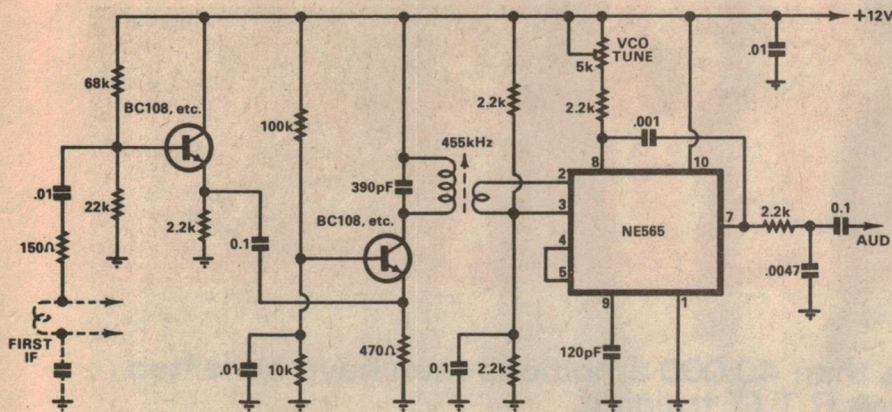 +12V
VCO
TUNE
5k
.01
68k
BC108, etc.
100k
2.2k
2.2k
.001
455kHz
8
10
2
390pF
.01
22k
2.2k
BC108, etc.
3
NE565
7
2.2k
0.1
150Ω
0.1
4
AUD
5
.0047
9
1
FIRST
IF
.01
10k
470Ω
0.1
2.2k
120pF